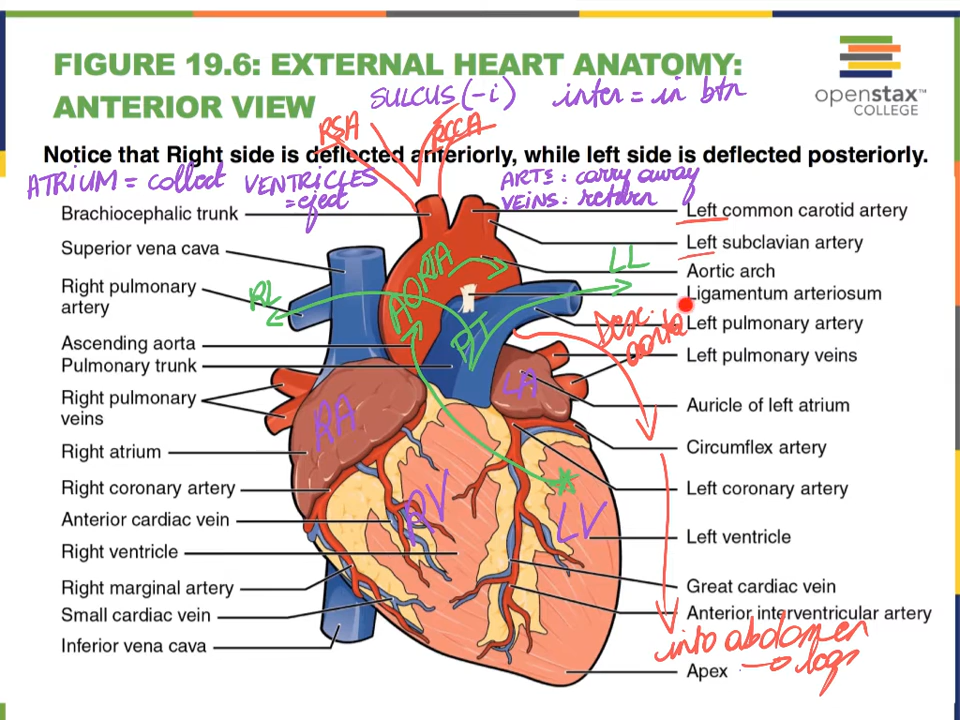 FIGURE 19.6: EXTERNAL HEART ANATOMY:
ANTERIOR VIEW
SULCUS (-i) inter = in btn
openstax™
COLLEGE
RSA
RCCA
Notice that Right side is deflected anteriorly, while left side is deflected posteriorly.
ATRIUM = collect VENTRICLES
= eject
ARTs: carry away
VEINS: return
Brachiocephalic trunk
Superior vena cava
Right pulmonary
artery
Ascending aorta
Pulmonary trunk
Right pulmonary
veins
Right atrium
Right coronary artery
Anterior cardiac vein
Right ventricle
Right marginal artery
Small cardiac vein
Inferior vena cava
RL
AORTA
PT
LL
RA
LA
RV
LV
Left common carotid artery
Left subclavian artery
Aortic arch
Ligamentum arteriosum
Left pulmonary artery
Left pulmonary veins
Auricle of left atrium
Circumflex artery
Left coronary artery
Left ventricle
Great cardiac vein
Anterior interventricular artery
Apex
Desc.
aorta
into abdomen
→ legs